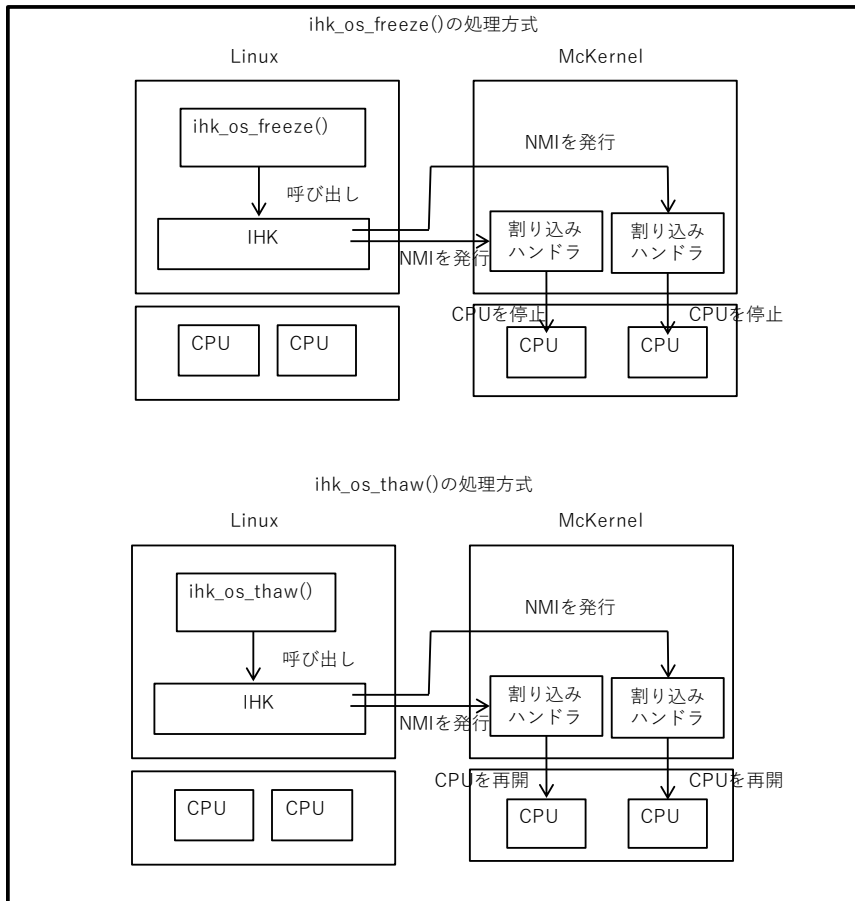 ihk_os_freeze()の処理方式
Linux
McKernel
ihk_os_freeze()
NMIを発行
呼び出し
IHK
NMIを発行
割り込み
ハンドラ
割り込み
ハンドラ
CPUを停止
CPUを停止
CPU
CPU
CPU
CPU
ihk_os_thaw()の処理方式
Linux
McKernel
ihk_os_thaw()
NMIを発行
呼び出し
IHK
NMIを発行
割り込み
ハンドラ
割り込み
ハンドラ
CPUを再開
CPUを再開
CPU
CPU
CPU
CPU